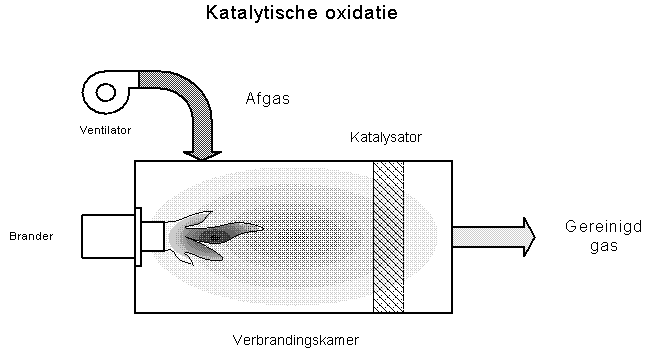 Katalytische oxidatie
Afgas
Ventilator
Katalysator
Brander
Gereinigd
gas
Verbrandingskamer